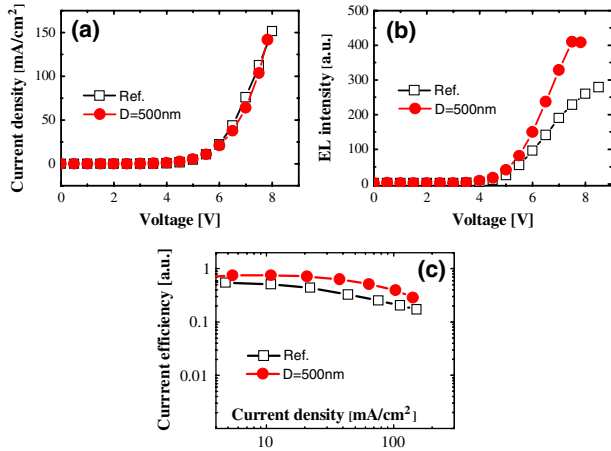 (a)
Current density [mA/cm²]
150
100
50
0
Ref.
D=500nm
0 2 4 6 8
Voltage [V]
(b)
EL intensity [a.u.]
500
400
300
200
100
0
Ref.
D=500nm
0 2 4 6 8
Voltage [V]
(c)
Currrent efficiency [a.u.]
1
0.1
0.01
Ref.
D=500nm
Current density [mA/cm²]
10 100